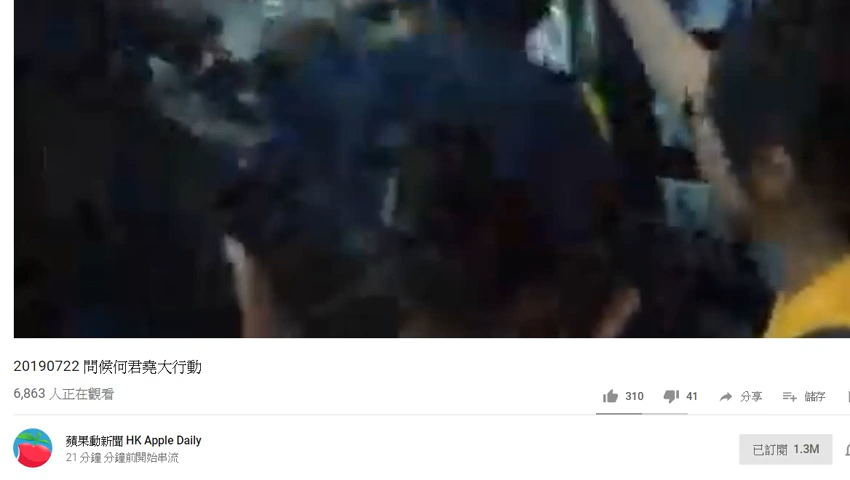 20190722 問候何君堯大行動
6,863 人正在觀看
310
41
分享
儲存
蘋果動新聞 HK Apple Daily
21 分鐘 分鐘前開始串流
已訂閱 1.3M